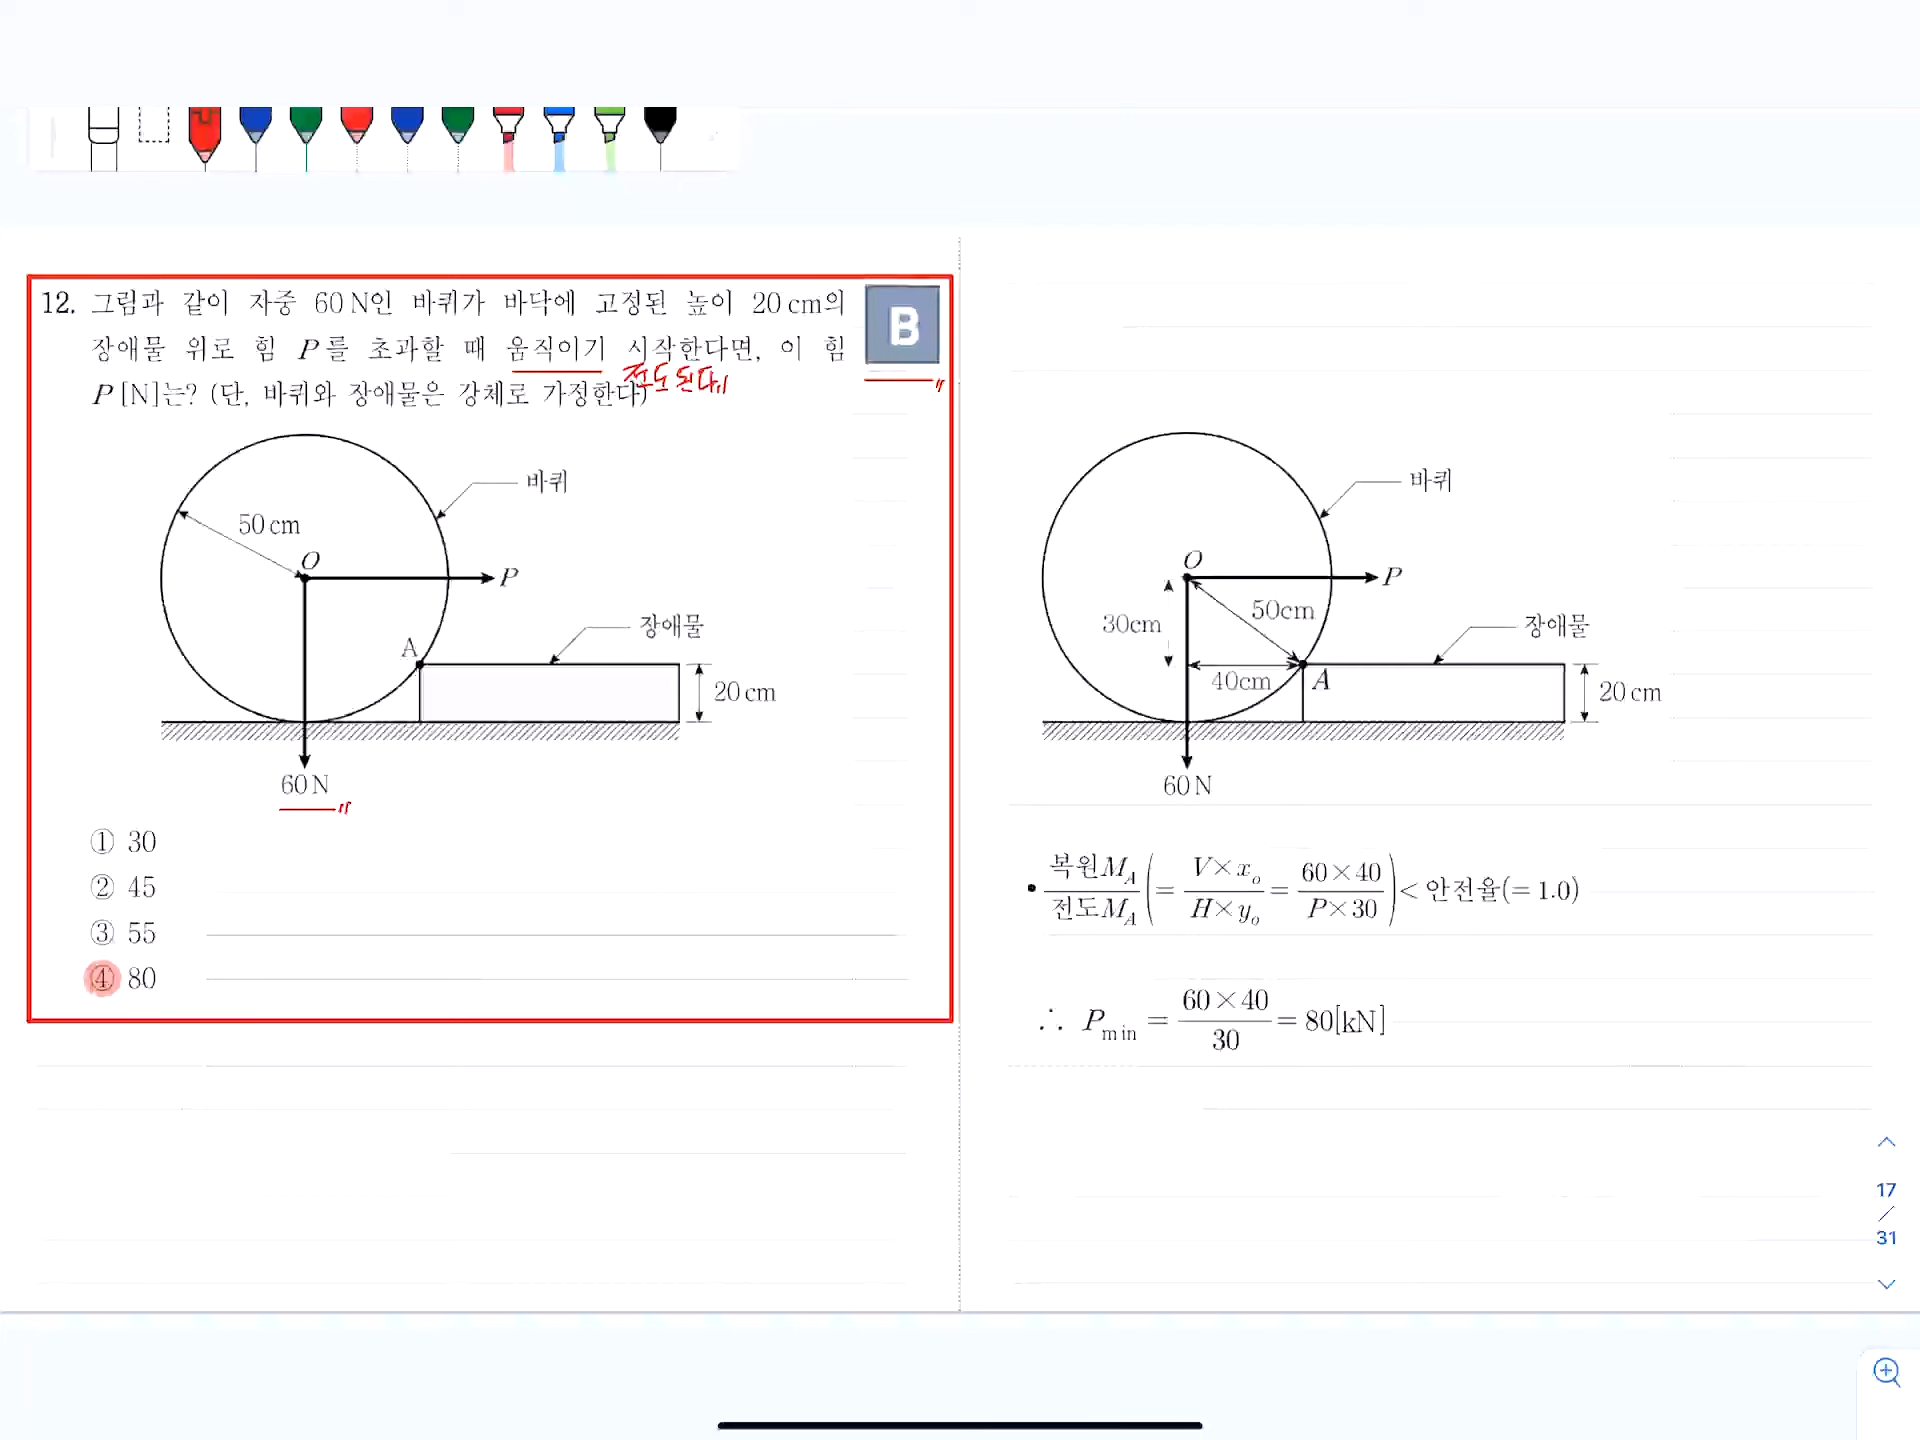 12. 그림과 같이 자중 60 N인 바퀴가 바닥에 고정된 높이 20 cm의
장애물 위로 힘 P를 초과할 때 움직이기 시작한다면, 이 힘
전도된다
P [N]는? (단, 바퀴와 장애물은 강체로 가정한다)
B
바퀴
50 cm
O
P
A
장애물
20 cm
60 N
① 30
② 45
③ 55
④ 80
바퀴
O
P
50cm
30cm
장애물
40cm
A
20 cm
60 N
• 복원M_A / 전도M_A (= V×x_o / H×y_o = 60×40 / P×30) < 안전율(= 1.0)
∴ P_min = 60×40 / 30 = 80[kN]
17
/
31